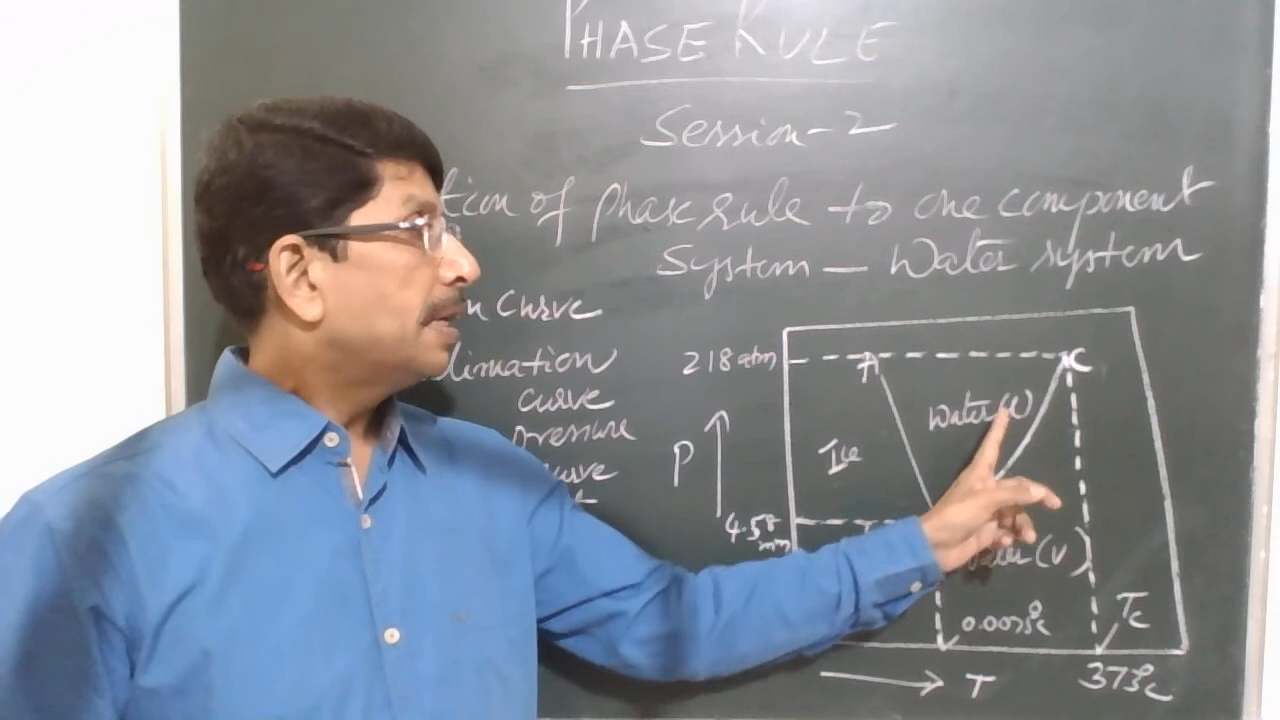 PHASE RULE
Session-2
tion of Phase rule to one component
System — Water system
n Curve
limation
curve
pressure
urve
218 atm
A
C
Water (l)
Ice
P
4.58
mm
(V)
0.0075°C
Tc
T
373°C